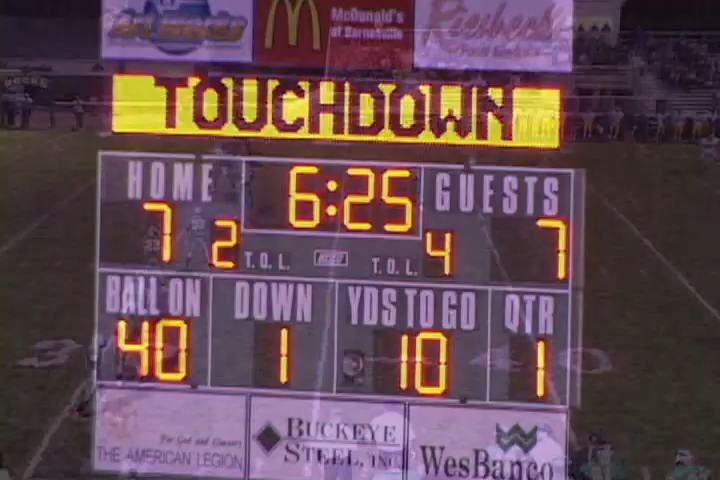 McDonald's
of Barnesville
TOUCHDOWN
HOME
6:25
GUESTS
7
2
T.O.L.
T.O.L.
4
7
BALL ON
DOWN
YDS TO GO
QTR
40
1
10
1
For God and Country
THE AMERICAN LEGION
BUCKEYE
STEEL, INC.
WesBanco